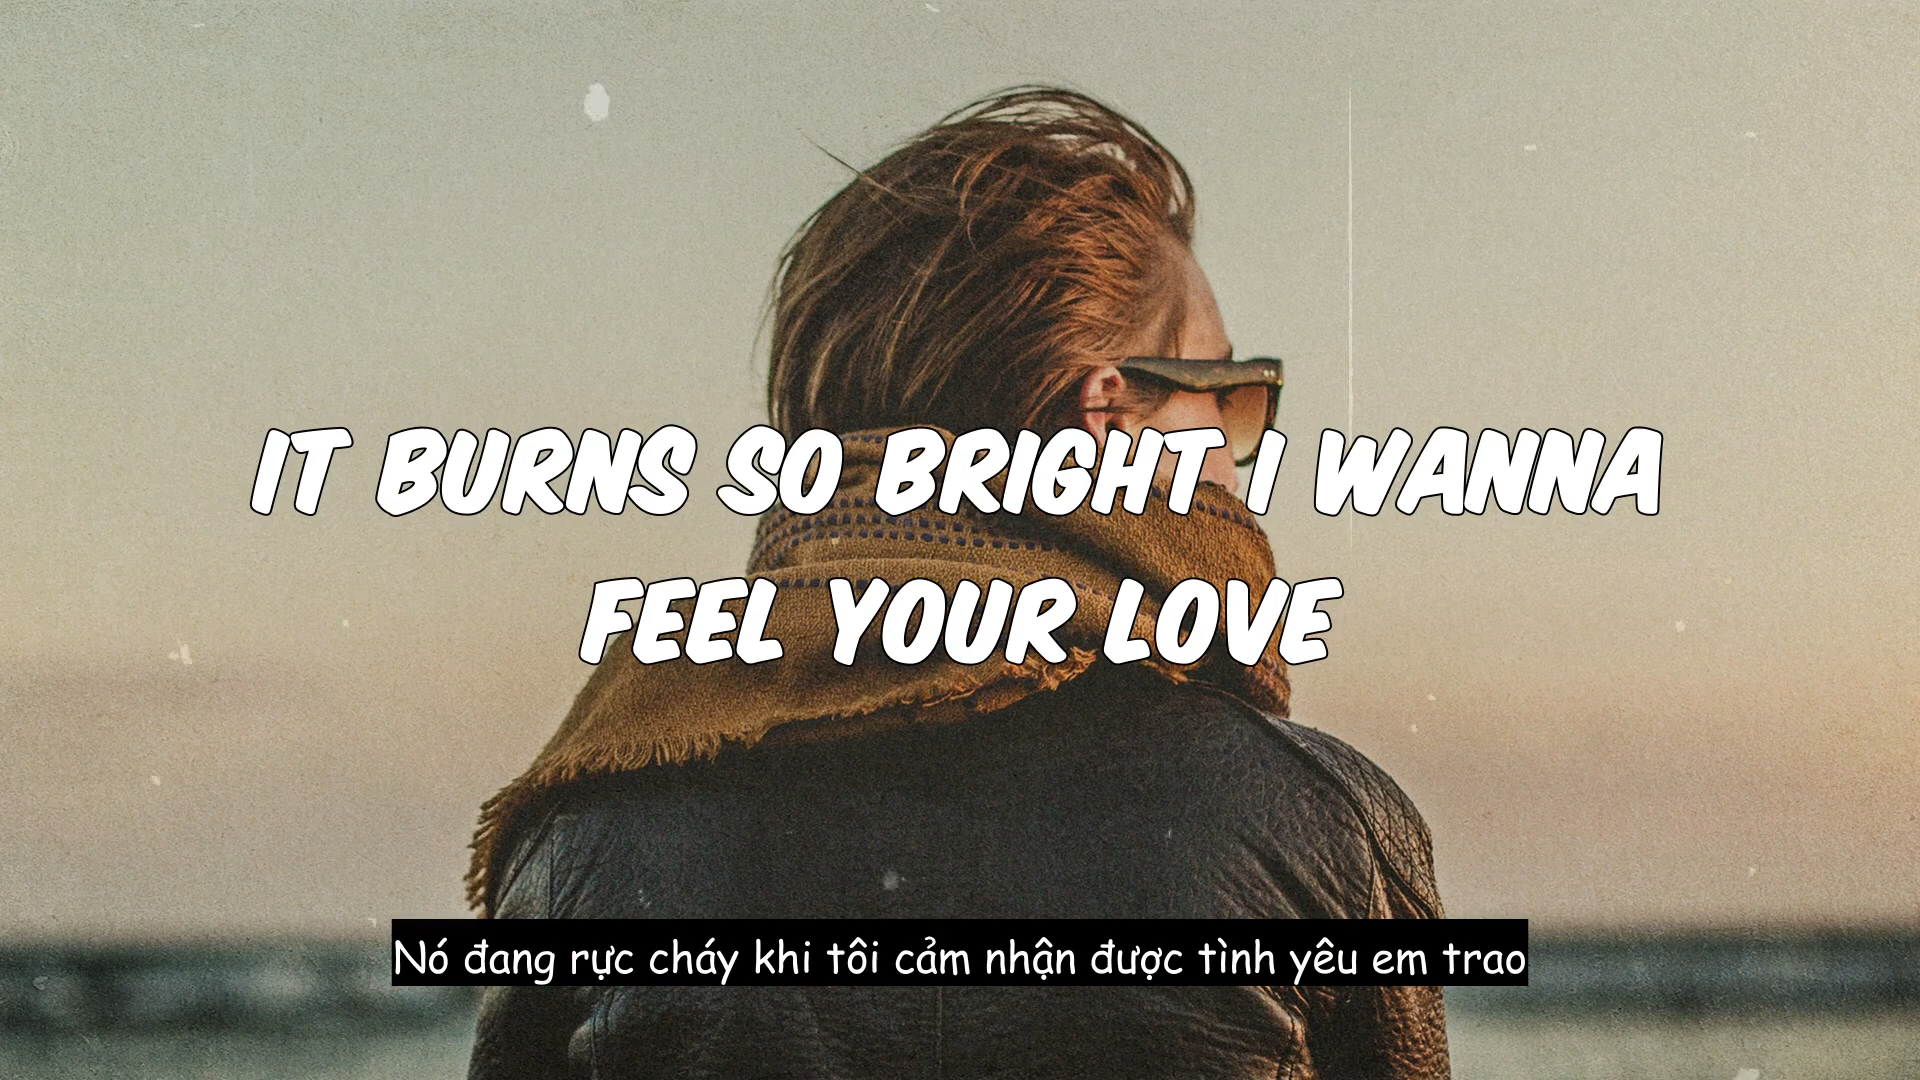 IT BURNS SO BRIGHT I WANNA
FEEL YOUR LOVE
Nó đang rực cháy khi tôi cảm nhận được tình yêu em trao